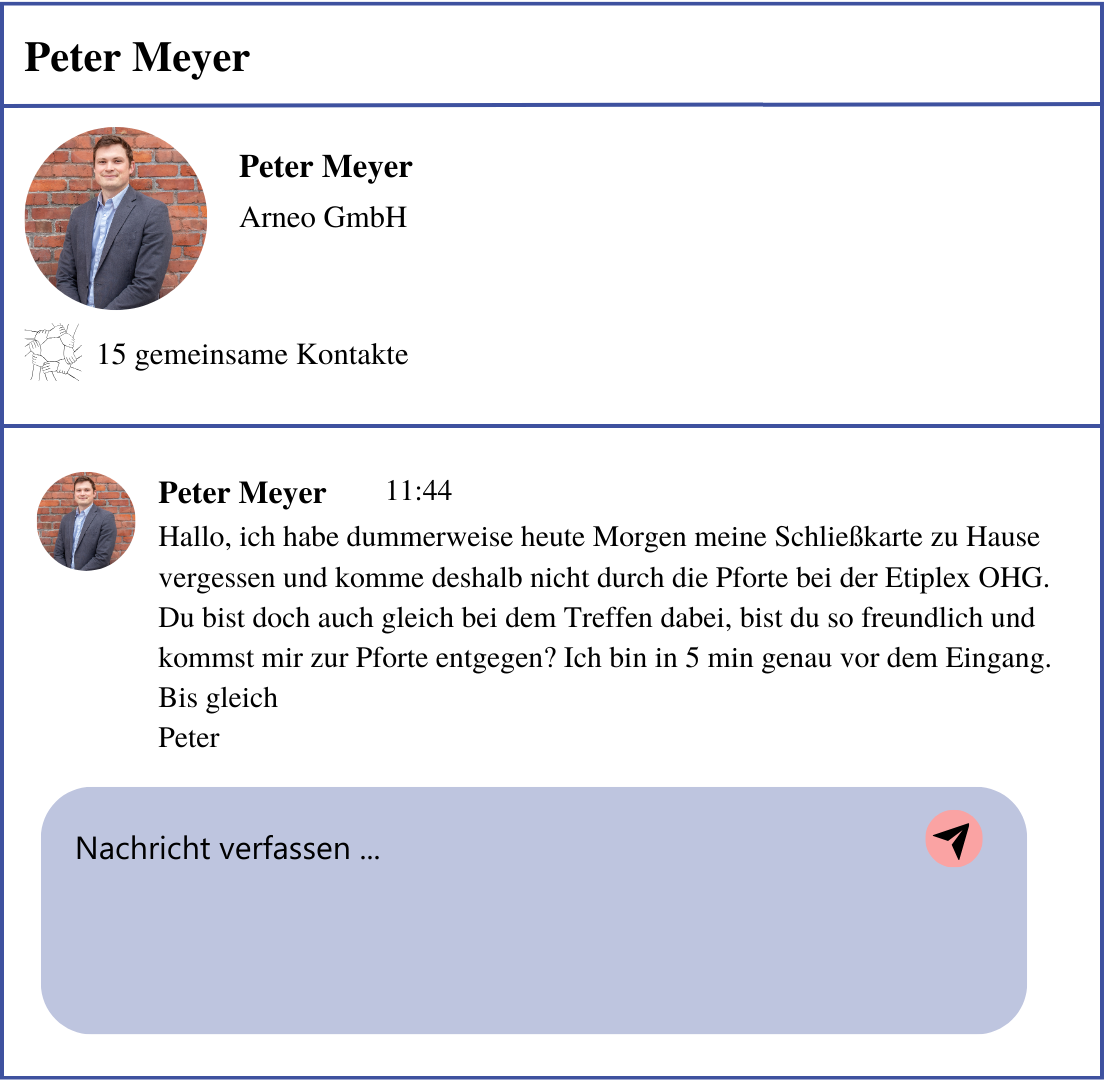 Peter Meyer
Peter Meyer
Arneo GmbH
15 gemeinsame Kontakte
Peter Meyer 11:44
Hallo, ich habe dummerweise heute Morgen meine Schließkarte zu Hause
vergessen und komme deshalb nicht durch die Pforte bei der Etiplex OHG.
Du bist doch auch gleich bei dem Treffen dabei, bist du so freundlich und
kommst mir zur Pforte entgegen? Ich bin in 5 min genau vor dem Eingang.
Bis gleich
Peter
Nachricht verfassen ...